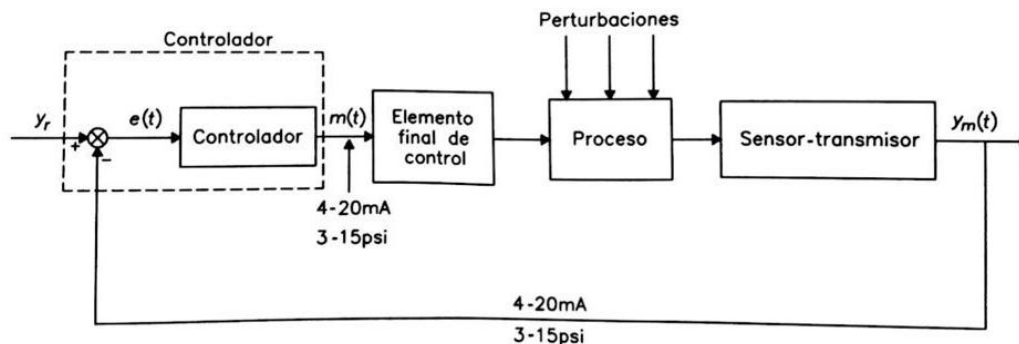 Perturbaciones
Controlador
y_r
+
−
e(t)
Controlador
m(t)
Elemento
final de
control
Proceso
Sensor-transmisor
y_m(t)
4-20mA
3-15psi
4-20mA
3-15psi